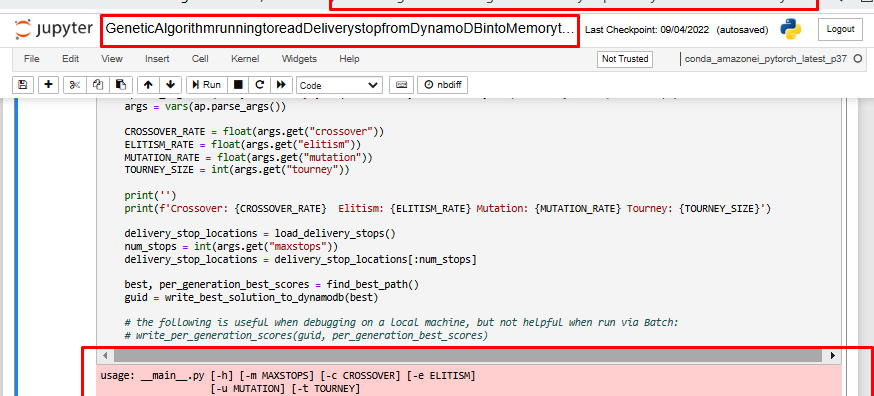 jupyter GeneticAlgorithmrunningtoreadDeliverystopfromDynamoDBintoMemoryt... Last Checkpoint: 09/04/2022 (autosaved) Logout
File Edit View Insert Cell Kernel Widgets Help Not Trusted conda_amazonei_pytorch_latest_p37
Run Code nbdiff
args = vars(ap.parse_args())
CROSSOVER_RATE = float(args.get("crossover"))
ELITISM_RATE = float(args.get("elitism"))
MUTATION_RATE = float(args.get("mutation"))
TOURNEY_SIZE = int(args.get("tourney"))
print('')
print(f'Crossover: {CROSSOVER_RATE}  Elitism: {ELITISM_RATE} Mutation: {MUTATION_RATE} Tourney: {TOURNEY_SIZE}')
delivery_stop_locations = load_delivery_stops()
num_stops = int(args.get("maxstops"))
delivery_stop_locations = delivery_stop_locations[:num_stops]
best, per_generation_best_scores = find_best_path()
guid = write_best_solution_to_dynamodb(best)
# the following is useful when debugging on a local machine, but not helpful when run via Batch:
# write_per_generation_scores(guid, per_generation_best_scores)
usage: __main__.py [-h] [-m MAXSTOPS] [-c CROSSOVER] [-e ELITISM]
[-u MUTATION] [-t TOURNEY]